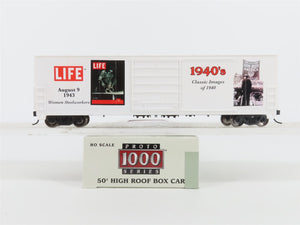 LIFE
August 9
1943
Women Steelworkers
LIFE
1940's
Classic Images
of 1940
HO SCALE
PROTO
1000
SERIES
50' HIGH ROOF BOX CAR